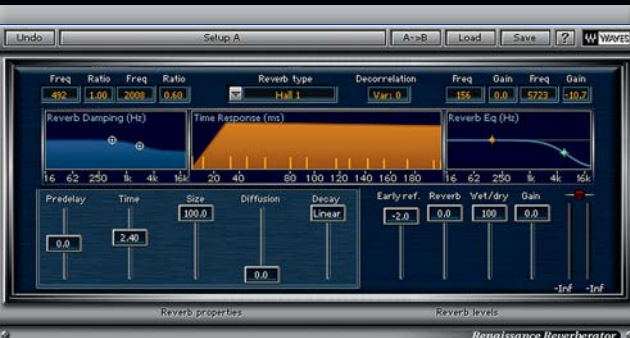 Undo Setup A A->B Load Save ? WAVES
Freq Ratio Freq Ratio Reverb type Decorrelation Freq Gain Freq Gain
492 1.00 2008 0.60 Hall 1 Var: 0 156 0.0 5723 -10.7
Reverb Damping (Hz) Time Response (ms) Reverb Eq (Hz)
16 62 250 1k 4k 16k 20 40 80 100 120 140 160 180 16 62 250 1k 4k 16k
Predelay Time Size Diffusion Decay Early ref. Reverb Wet/dry Gain
100.0 Linear -2.0 0.0 100 0.0
0.0 2.40
0.0
-Inf -Inf
Reverb properties Reverb levels
Renaissance Reverberator